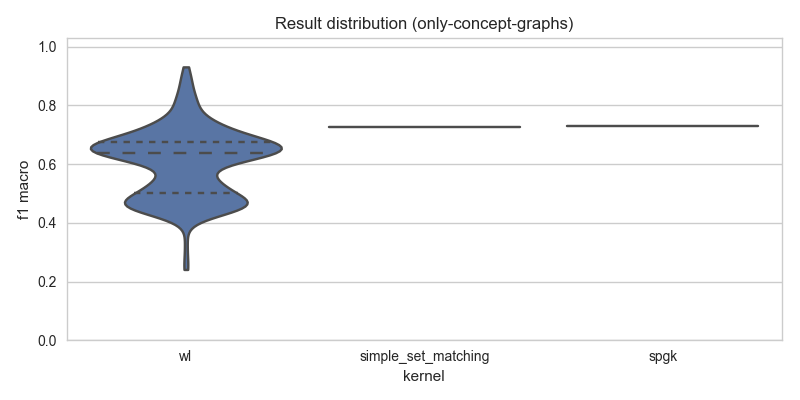 Result distribution (only-concept-graphs)
1.0
0.8
0.6
0.4
0.2
0.0
f1 macro
wl
simple_set_matching
spgk
kernel